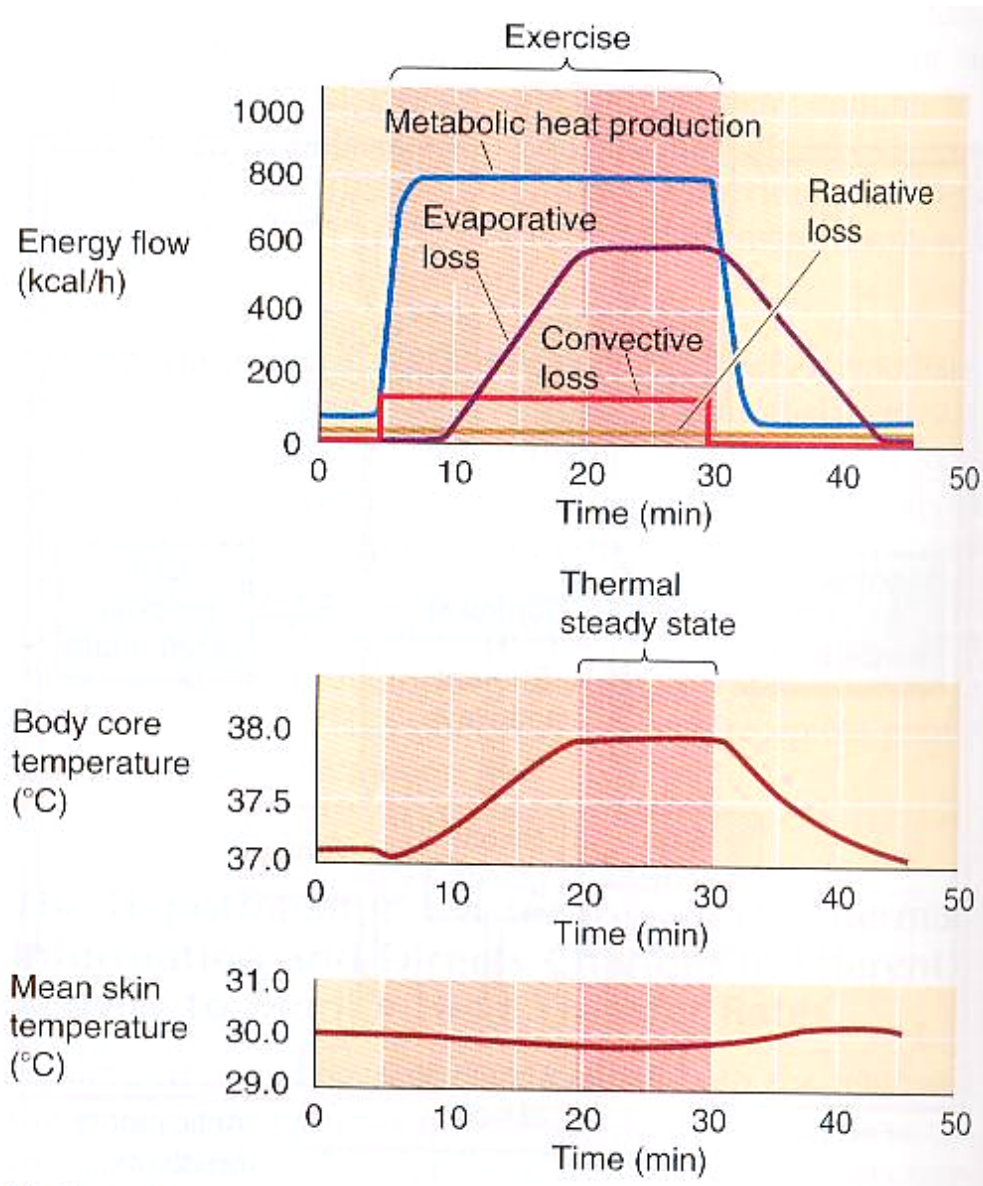 Exercise
1000
Metabolic heat production
800
Radiative
loss
Evaporative
loss
Energy flow
(kcal/h)
600
400
Convective
loss
200
0
0 10 20 30 40 50
Time (min)
Thermal
steady state
Body core
temperature
(°C)
38.0
37.5
37.0
0 10 20 30 40 50
Time (min)
Mean skin
temperature
(°C)
31.0
30.0
29.0
0 10 20 30 40 50
Time (min)